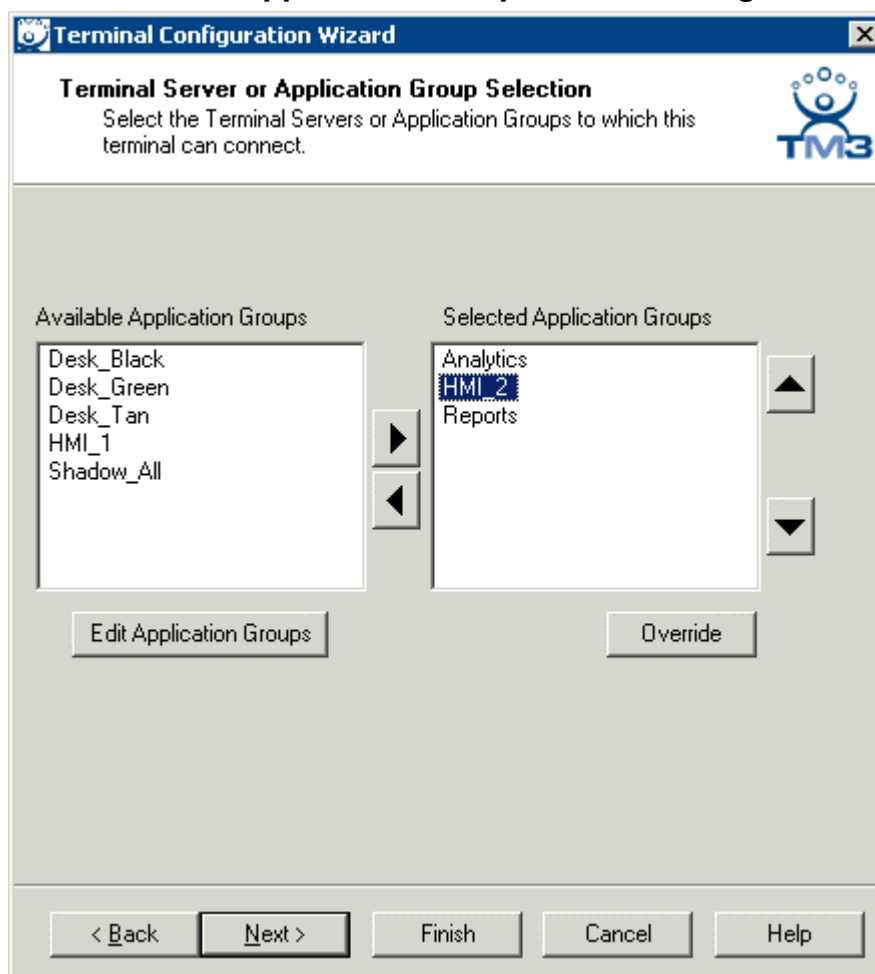 Terminal Configuration Wizard
Terminal Server or Application Group Selection
Select the Terminal Servers or Application Groups to which this
terminal can connect.
TM3
Available Application Groups
Desk_Black
Desk_Green
Desk_Tan
HMI_1
Shadow_All
Edit Application Groups
Selected Application Groups
Analytics
HMI_2
Reports
Override
< Back
Next >
Finish
Cancel
Help